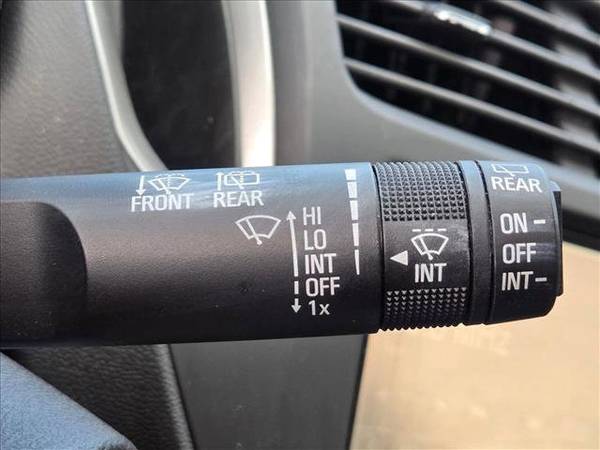 FRONT
REAR
HI
LO
INT
OFF
1x
INT
REAR
ON
OFF
INT